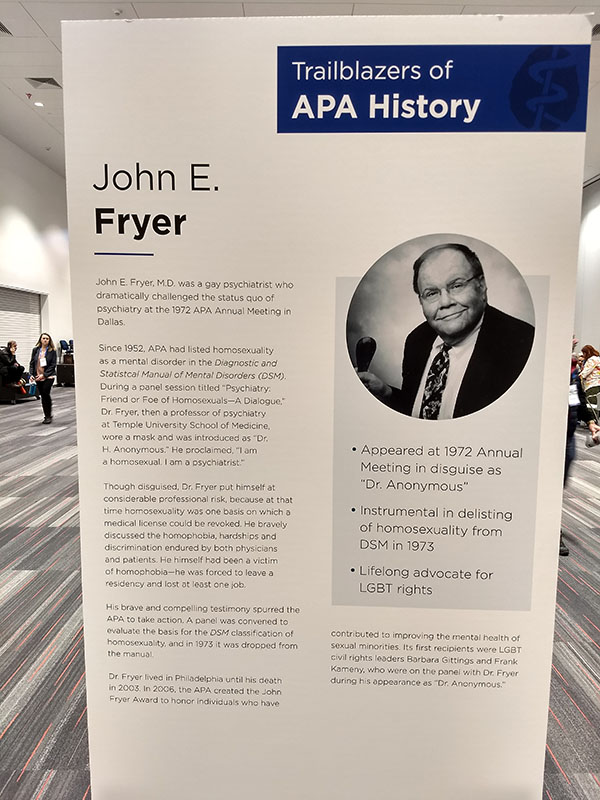 Trailblazers of
APA History
John E.
Fryer
John E. Fryer, M.D. was a gay psychiatrist who
dramatically challenged the status quo of
psychiatry at the 1972 APA Annual Meeting in
Dallas.
Since 1952, APA had listed homosexuality
as a mental disorder in the Diagnostic and
Statistcal Manual of Mental Disorders (DSM).
During a panel session titled "Psychiatry:
Friend or Foe of Homosexuals—A Dialogue,"
Dr. Fryer, then a professor of psychiatry
at Temple University School of Medicine,
wore a mask and was introduced as "Dr.
H. Anonymous." He proclaimed, "I am
a homosexual. I am a psychiatrist."
Though disguised, Dr. Fryer put himself at
considerable professional risk, because at that
time homosexuality was one basis on which a
medical license could be revoked. He bravely
discussed the homophobia, hardships and
discrimination endured by both physicians
and patients. He himself had been a victim
of homophobia—he was forced to leave a
residency and lost at least one job.
His brave and compelling testimony spurred the
APA to take action. A panel was convened to
evaluate the basis for the DSM classification of
homosexuality, and in 1973 it was dropped from
the manual.
Dr. Fryer lived in Philadelphia until his death
in 2003. In 2006, the APA created the John
Fryer Award to honor individuals who have
• Appeared at 1972 Annual
Meeting in disguise as
"Dr. Anonymous"
• Instrumental in delisting
of homosexuality from
DSM in 1973
• Lifelong advocate for
LGBT rights
contributed to improving the mental health of
sexual minorities. Its first recipients were LGBT
civil rights leaders Barbara Gittings and Frank
Kameny, who were on the panel with Dr. Fryer
during his appearance as "Dr. Anonymous."